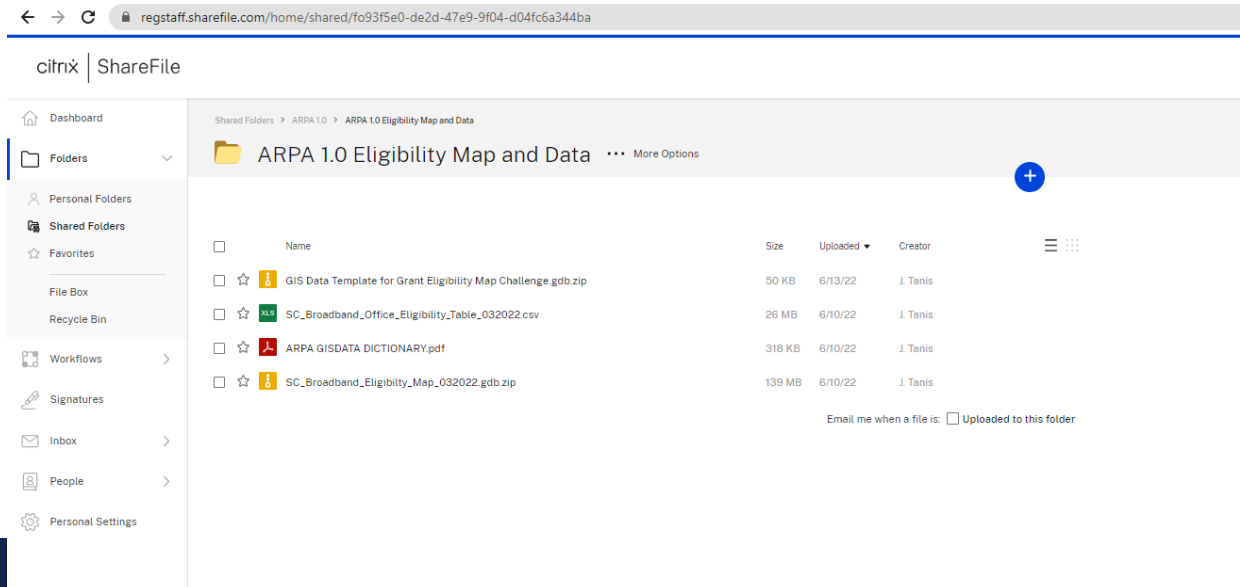 regstaff.sharefile.com/home/shared/fo93f5e0-de2d-47e9-9f04-d04fc6a344ba
citrix | ShareFile
Dashboard
Folders
Personal Folders
Shared Folders
Favorites
File Box
Recycle Bin
Workflows
Signatures
Inbox
People
Personal Settings
Shared Folders > ARPA 1.0 > ARPA 1.0 Eligibility Map and Data
ARPA 1.0 Eligibility Map and Data ••• More Options
+
Name Size Uploaded Creator
GIS Data Template for Grant Eligibility Map Challenge.gdb.zip 50 KB 6/13/22 J. Tanis
XLS SC_Broadband_Office_Eligibility_Table_032022.csv 26 MB 6/10/22 J. Tanis
ARPA GISDATA DICTIONARY.pdf 318 KB 6/10/22 J. Tanis
SC_Broadband_Eligibilty_Map_032022.gdb.zip 139 MB 6/10/22 J. Tanis
Email me when a file is: Uploaded to this folder